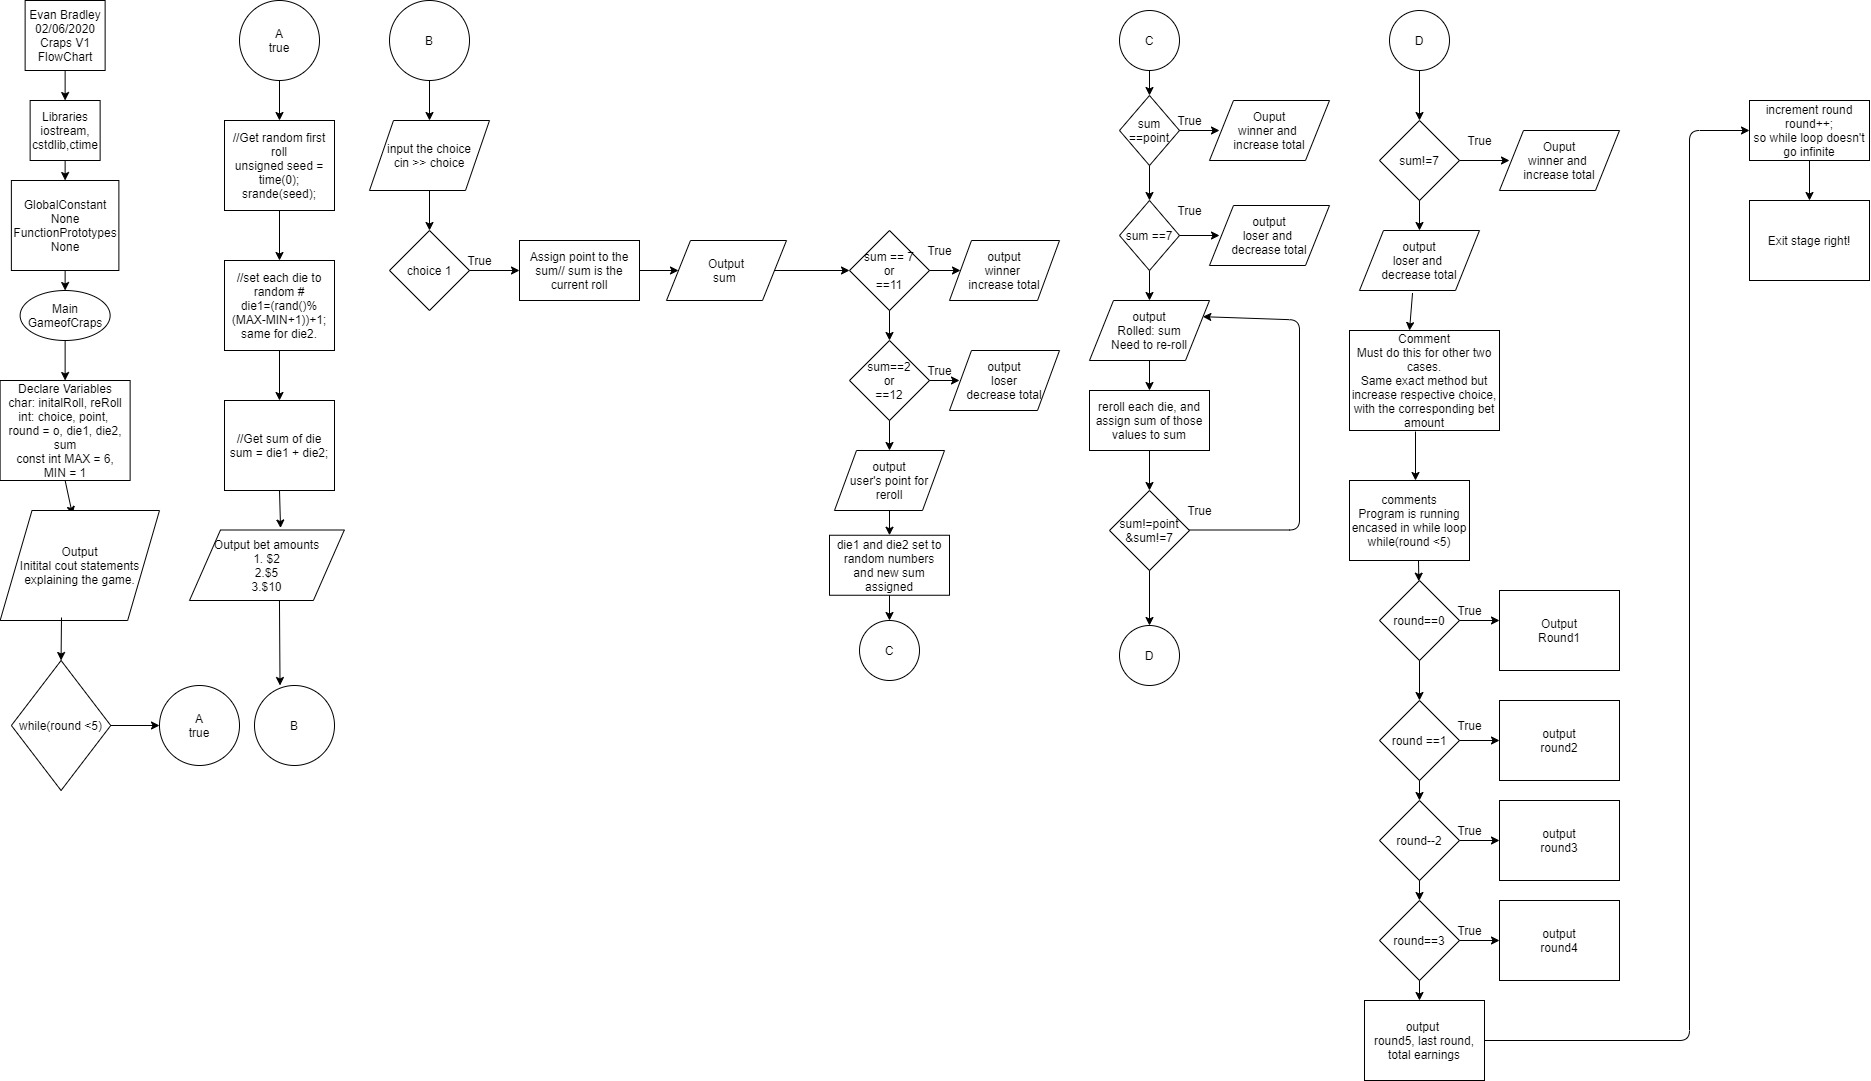 Evan Bradley
02/06/2020
Craps V1
FlowChart
Libraries
iostream,
cstdlib,ctime
GlobalConstant
None
FunctionPrototypes
None
Main
GameofCraps
Declare Variables
char: initalRoll, reRoll
int: choice, point,
round = o, die1, die2,
sum
const int MAX = 6,
MIN = 1
Output
Initital cout statements
explaining the game.
while(round <5)
A
true
A
true
//Get random first
roll
unsigned seed =
time(0);
srande(seed);
//set each die to
random #
die1=(rand()%
(MAX-MIN+1))+1;
same for die2.
//Get sum of die
sum = die1 + die2;
Output bet amounts
1. $2
2.$5
3.$10
B
B
input the choice
cin >> choice
choice 1
True
Assign point to the
sum// sum is the
current roll
Output
sum
sum == 7
or
==11
True
output
winner
increase total
sum==2
or
==12
True
output
loser
decrease total
output
user's point for
reroll
die1 and die2 set to
random numbers
and new sum
assigned
C
C
sum
==point
True
Ouput
winner and
increase total
sum ==7
True
output
loser and
decrease total
output
Rolled: sum
Need to re-roll
reroll each die, and
assign sum of those
values to sum
sum!=point
&sum!=7
True
D
D
sum!=7
True
Ouput
winner and
increase total
output
loser and
decrease total
Comment
Must do this for other two
cases.
Same exact method but
increase respective choice,
with the corresponding bet
amount
comments
Program is running
encased in while loop
while(round <5)
round==0
True
Output
Round1
round ==1
True
output
round2
round--2
True
output
round3
round==3
True
output
round4
output
round5, last round,
total earnings
increment round
round++;
so while loop doesn't
go infinite
Exit stage right!